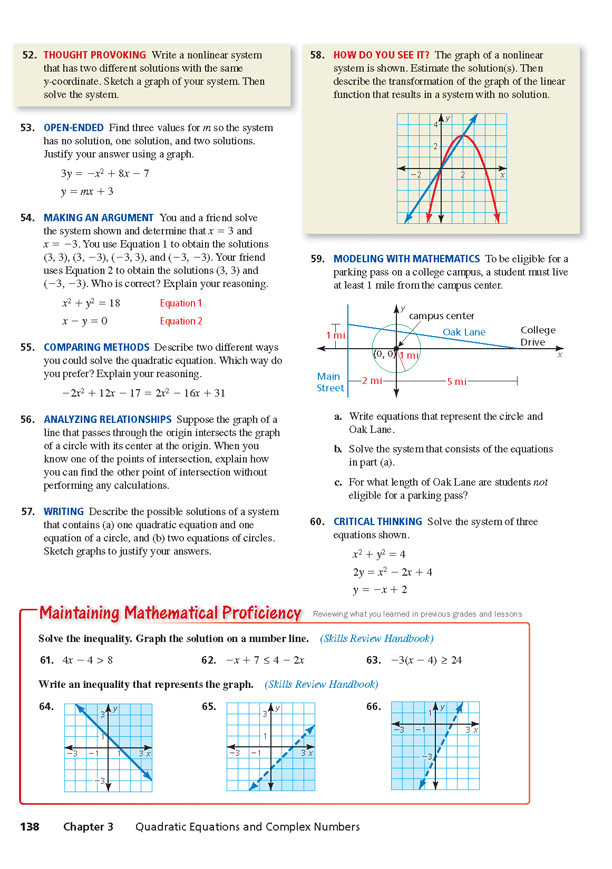 52. THOUGHT PROVOKING Write a nonlinear system
that has two different solutions with the same
y-coordinate. Sketch a graph of your system. Then
solve the system.
53. OPEN-ENDED Find three values for m so the system
has no solution, one solution, and two solutions.
Justify your answer using a graph.
3y = −x² + 8x − 7
y = mx + 3
54. MAKING AN ARGUMENT You and a friend solve
the system shown and determine that x = 3 and
x = −3. You use Equation 1 to obtain the solutions
(3, 3), (3, −3), (−3, 3), and (−3, −3). Your friend
uses Equation 2 to obtain the solutions (3, 3) and
(−3, −3). Who is correct? Explain your reasoning.
x² + y² = 18 Equation 1
x − y = 0 Equation 2
55. COMPARING METHODS Describe two different ways
you could solve the quadratic equation. Which way do
you prefer? Explain your reasoning.
−2x² + 12x − 17 = 2x² − 16x + 31
56. ANALYZING RELATIONSHIPS Suppose the graph of a
line that passes through the origin intersects the graph
of a circle with its center at the origin. When you
know one of the points of intersection, explain how
you can find the other point of intersection without
performing any calculations.
57. WRITING Describe the possible solutions of a system
that contains (a) one quadratic equation and one
equation of a circle, and (b) two equations of circles.
Sketch graphs to justify your answers.
58. HOW DO YOU SEE IT? The graph of a nonlinear
system is shown. Estimate the solution(s). Then
describe the transformation of the graph of the linear
function that results in a system with no solution.
4 y
2
−2 2 x
59. MODELING WITH MATHEMATICS To be eligible for a
parking pass on a college campus, a student must live
at least 1 mile from the campus center.
y
campus center
1 mi Oak Lane College
Drive
(0, 0) 1 mi x
Main
Street
2 mi 5 mi
a. Write equations that represent the circle and
Oak Lane.
b. Solve the system that consists of the equations
in part (a).
c. For what length of Oak Lane are students not
eligible for a parking pass?
60. CRITICAL THINKING Solve the system of three
equations shown.
x² + y² = 4
2y = x² − 2x + 4
y = −x + 2
Maintaining Mathematical Proficiency Reviewing what you learned in previous grades and lessons
Solve the inequality. Graph the solution on a number line. (Skills Review Handbook)
61. 4x − 4 > 8 62. −x + 7 ≤ 4 − 2x 63. −3(x − 4) ≥ 24
Write an inequality that represents the graph. (Skills Review Handbook)
64. 65. 66.
3 y 3 y 1 y
1 1 −3 −1 3 x
−3 −1 1 3 x −3 −1 3 x −3
−3
138 Chapter 3 Quadratic Equations and Complex Numbers